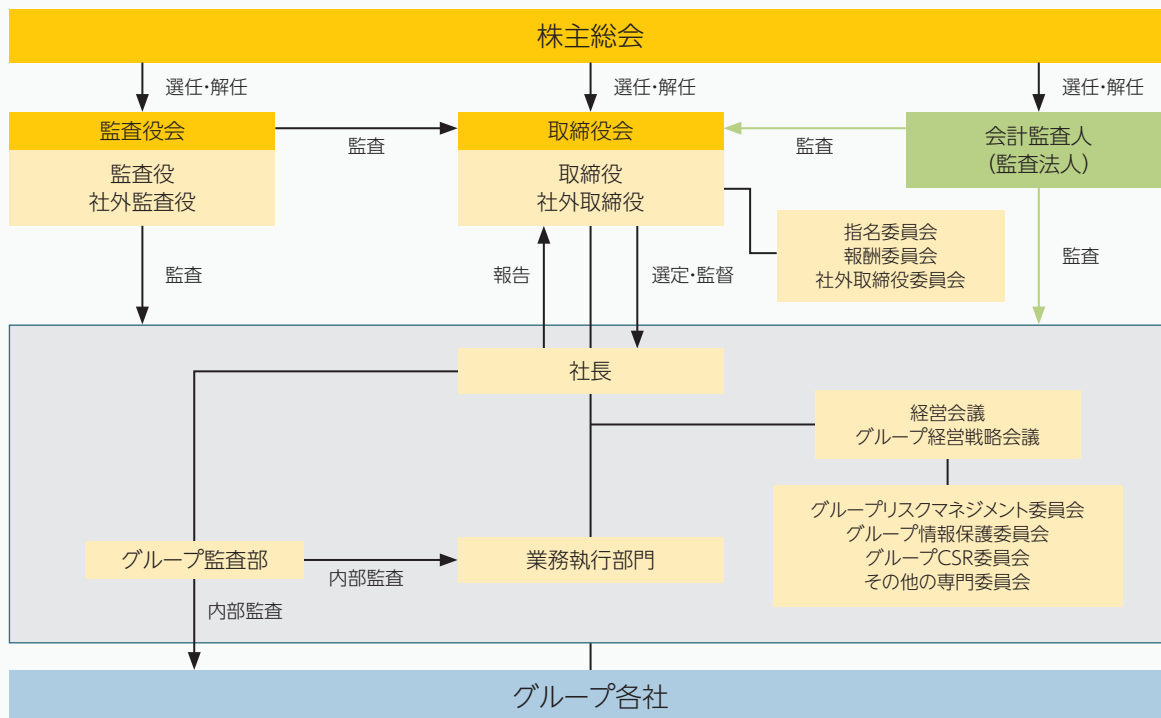 株主総会
選任・解任
選任・解任
選任・解任
監査役会
監査
取締役会
監査
会計監査人
（監査法人）
監査役
社外監査役
取締役
社外取締役
指名委員会
報酬委員会
社外取締役委員会
監査
報告
選定・監督
監査
社長
経営会議
グループ経営戦略会議
グループリスクマネジメント委員会
グループ情報保護委員会
グループCSR委員会
その他の専門委員会
グループ監査部
内部監査
業務執行部門
内部監査
グループ各社